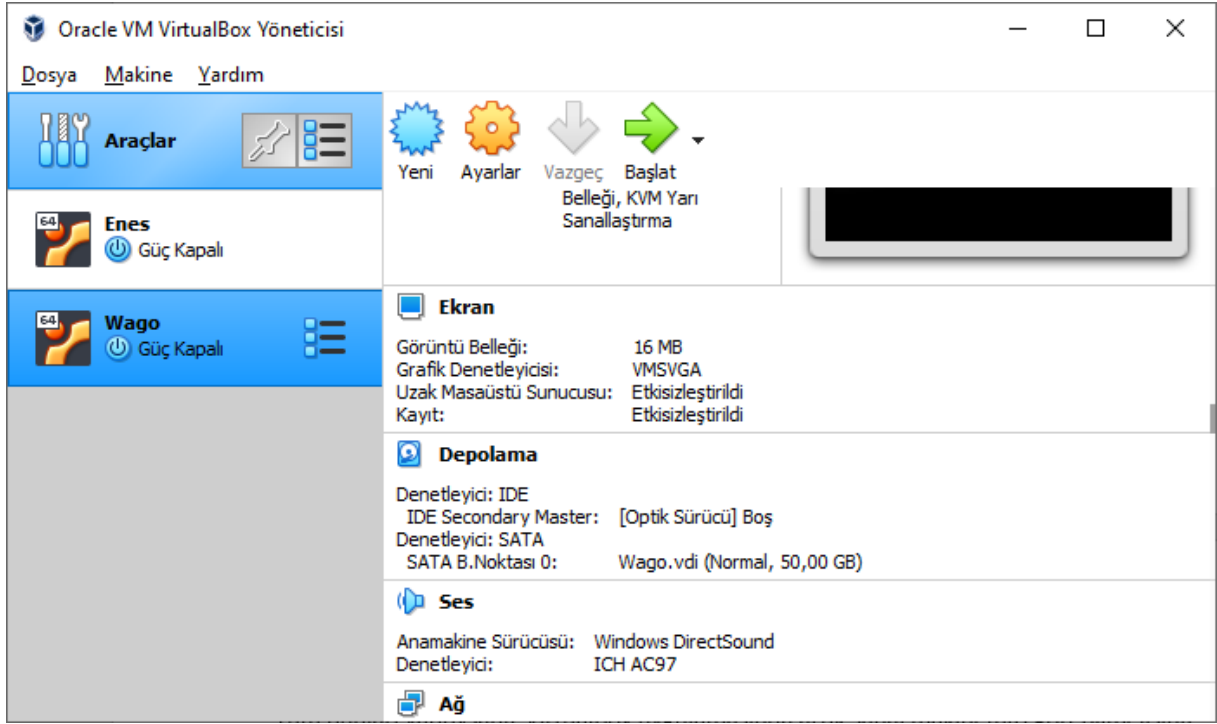 Oracle VM VirtualBox Yöneticisi
Dosya Makine Yardım
Araçlar
Yeni Ayarlar Vazgeç Başlat
64
Enes
Güç Kapalı
64
Wago
Güç Kapalı
Belleği, KVM Yarı
Sanallaştırma
Ekran
Görüntü Belleği: 16 MB
Grafik Denetleyicisi: VMSVGA
Uzak Masaüstü Sunucusu: Etkisizleştirildi
Kayıt: Etkisizleştirildi
Depolama
Denetleyici: IDE
IDE Secondary Master: [Optik Sürücü] Boş
Denetleyici: SATA
SATA B.Noktası 0: Wago.vdi (Normal, 50,00 GB)
Ses
Anamakine Sürücüsü: Windows DirectSound
Denetleyici: ICH AC97
Ağ